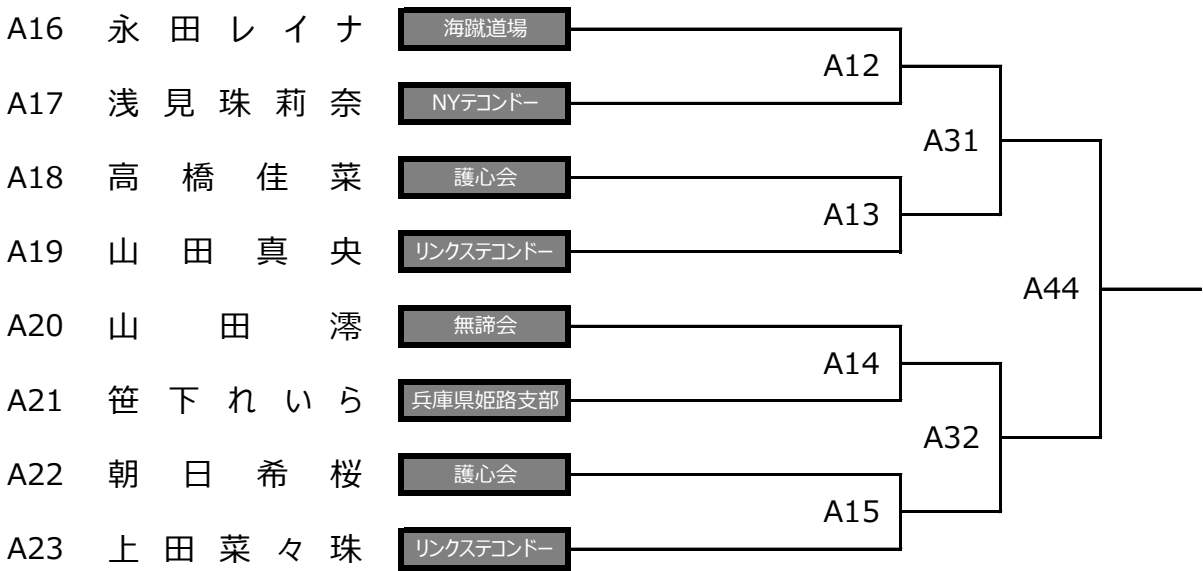 A16 永田レイナ 海蹴道場
A12
A17 浅見珠莉奈 NYテコンドー
A31
A18 高橋佳菜 護心会
A13
A19 山田真央 リンクステコンドー
A44
A20 山田澪 無諦会
A14
A21 笹下れいら 兵庫県姫路支部
A32
A22 朝日希桜 護心会
A15
A23 上田菜々珠 リンクステコンドー